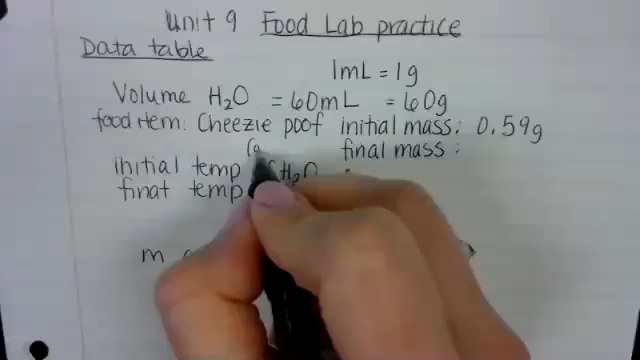 Unit 9 Food Lab practice
Data table
1mL = 1g
Volume H₂O = 60mL = 60g
food item: Cheezie poof initial mass: 0.59g
final mass:
initial temp H₂O
final temp
m